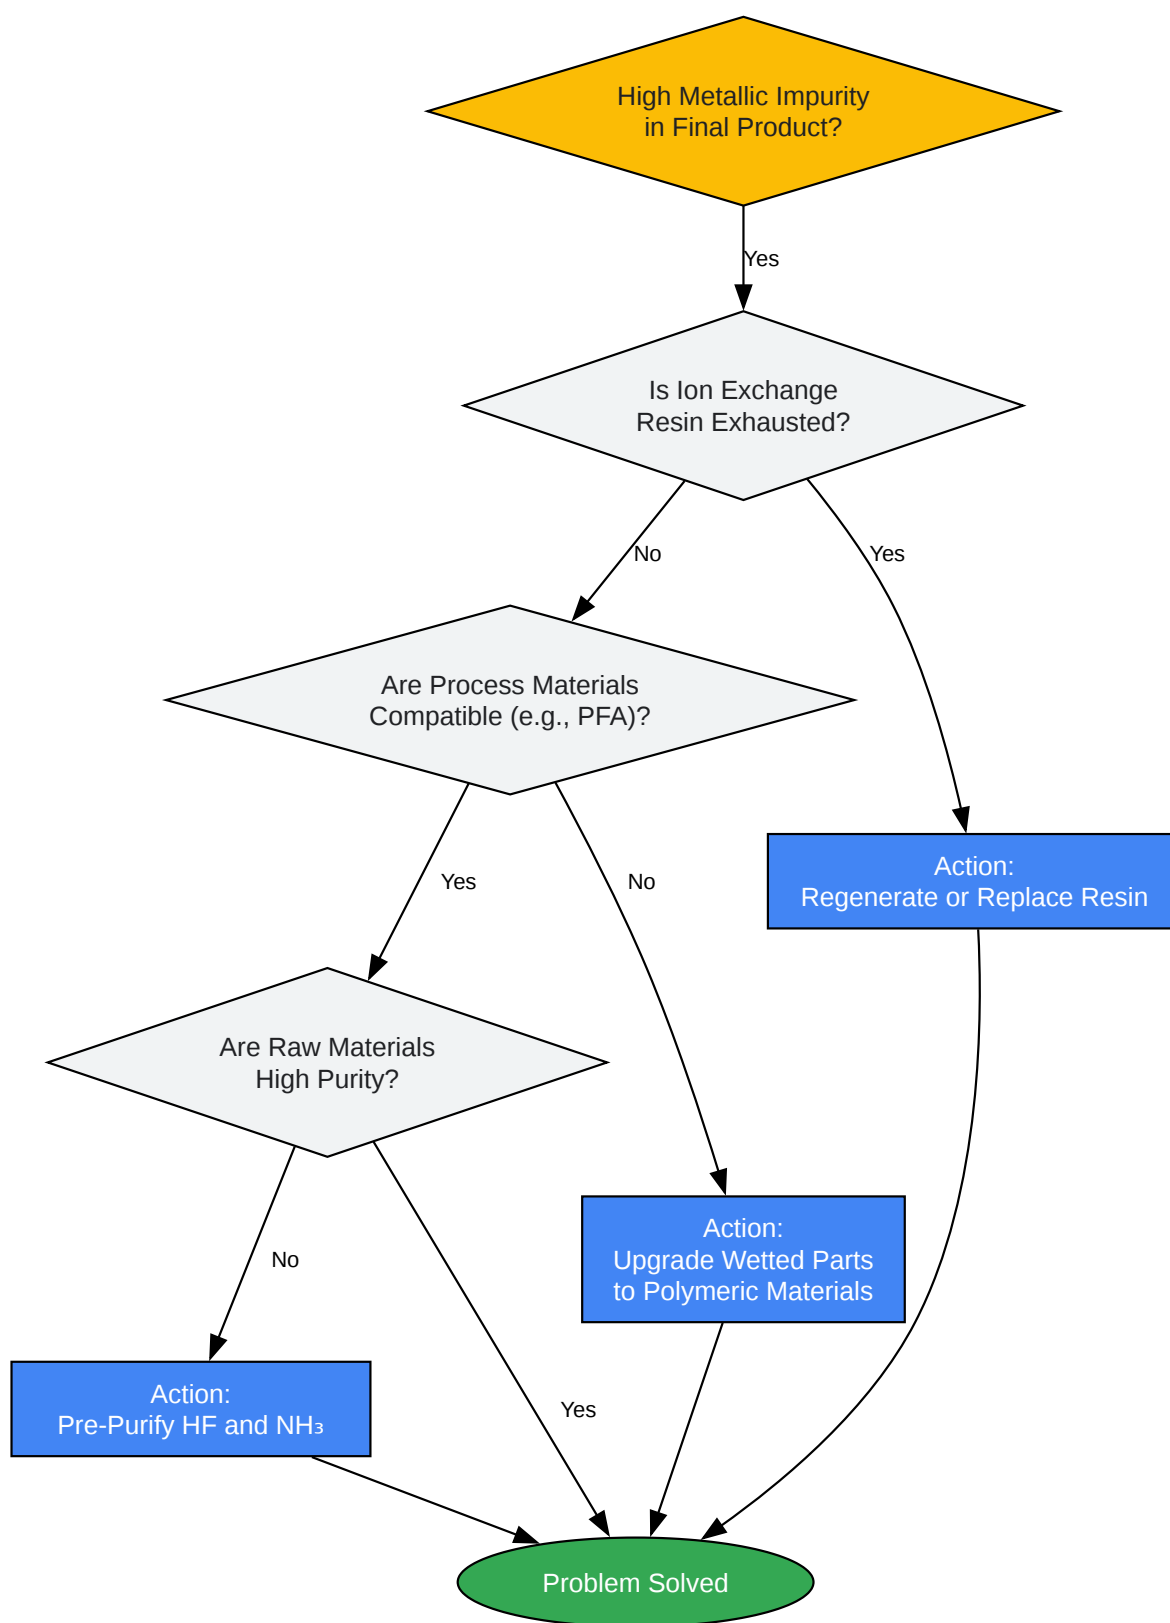 High Metallic Impurity
in Final Product?
Yes
Is Ion Exchange
Resin Exhausted?
No
Yes
Are Process Materials
Compatible (e.g., PFA)?
Yes
No
Action:
Regenerate or Replace Resin
Are Raw Materials
High Purity?
No
Yes
Action:
Upgrade Wetted Parts
to Polymeric Materials
Action:
Pre-Purify HF and NH₃
Problem Solved